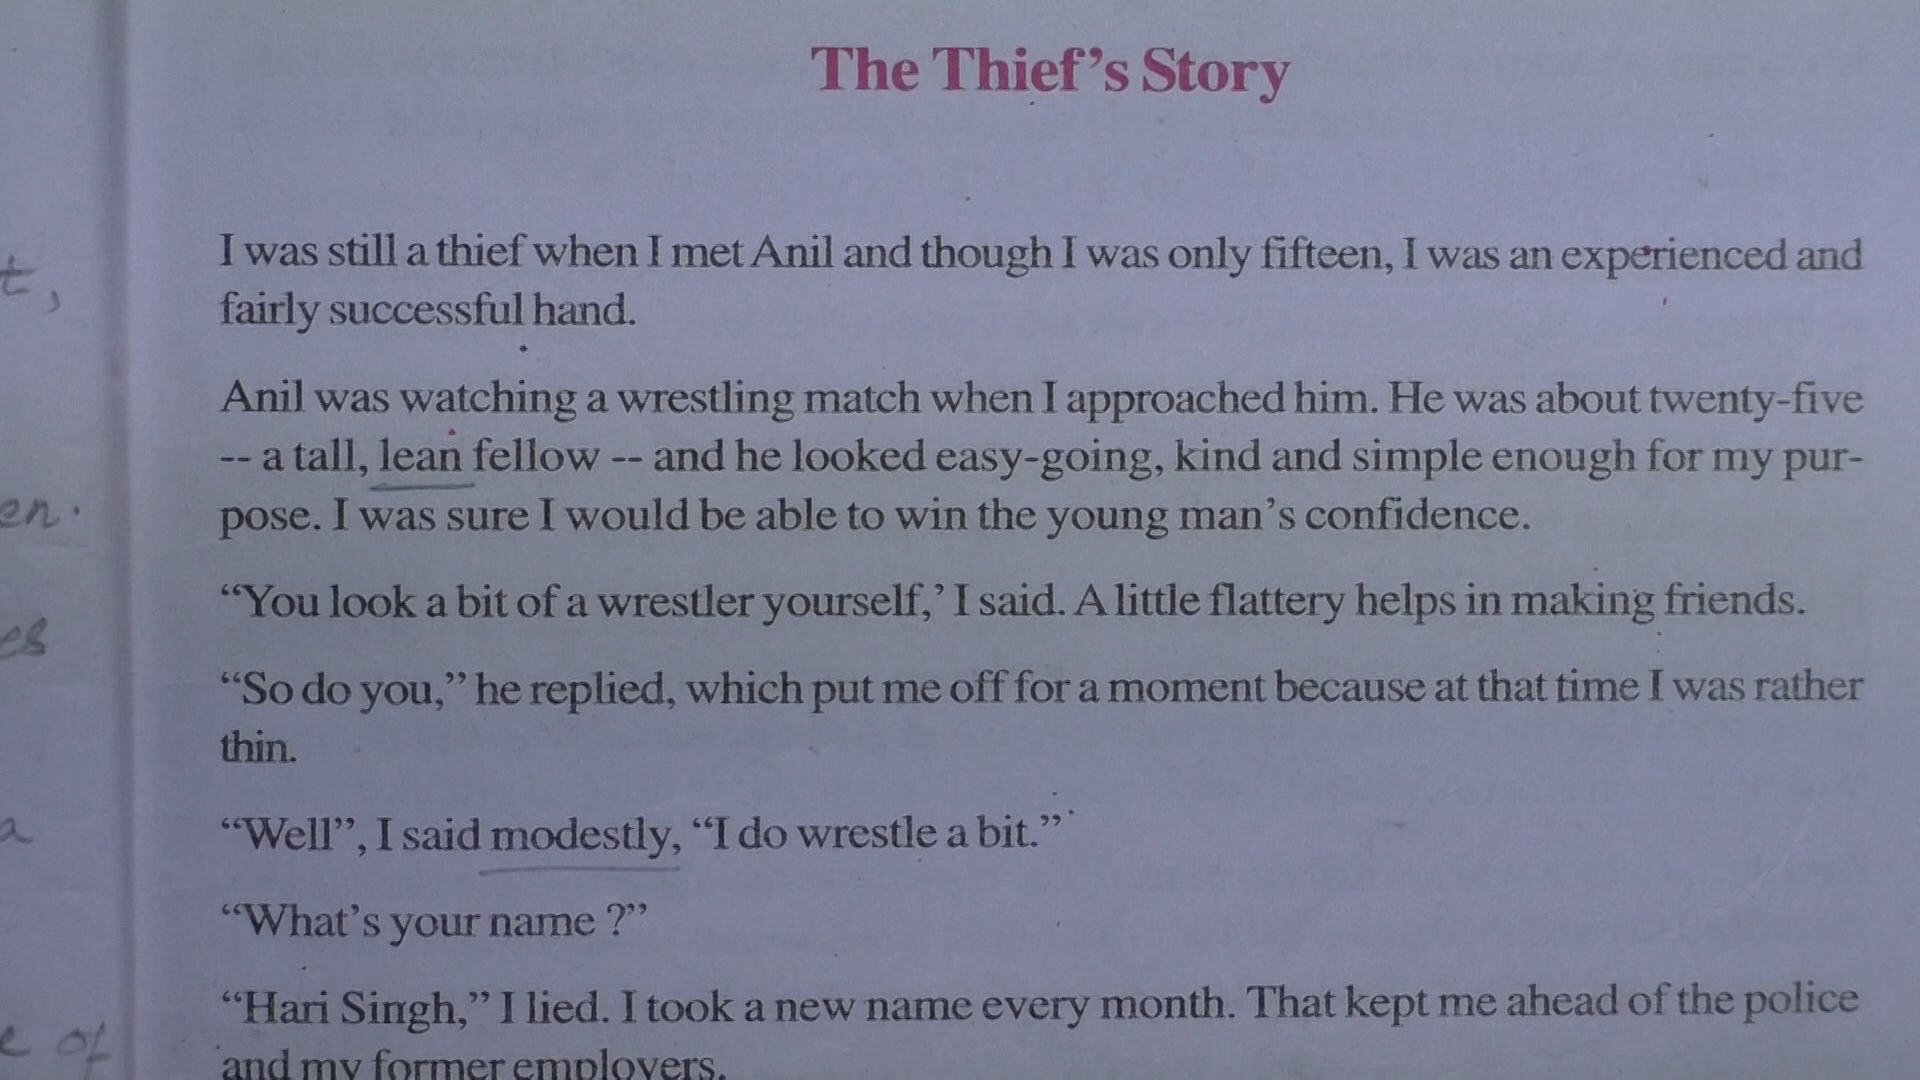 The Thief's Story
I was still a thief when I met Anil and though I was only fifteen, I was an experienced and
fairly successful hand.
Anil was watching a wrestling match when I approached him. He was about twenty-five
-- a tall, lean fellow -- and he looked easy-going, kind and simple enough for my pur-
pose. I was sure I would be able to win the young man's confidence.
“You look a bit of a wrestler yourself,’ I said. A little flattery helps in making friends.
“So do you,” he replied, which put me off for a moment because at that time I was rather
thin.
“Well”, I said modestly, “I do wrestle a bit.”
“What's your name ?”
“Hari Singh,” I lied. I took a new name every month. That kept me ahead of the police
and my former employers.
t,
en.
es
a
e of